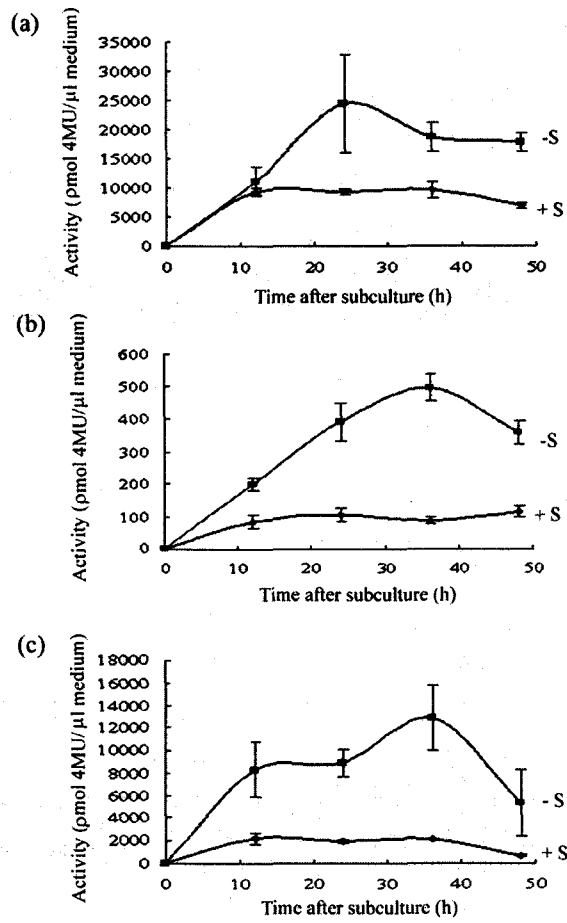 (a)
Activity (ρmol 4MU/μl medium)
35000
30000
25000
20000
15000
10000
5000
0
-S
+ S
0 10 20 30 40 50
Time after subculture (h)
(b)
Activity (ρmol 4MU/μl medium)
600
500
400
300
200
100
0
-S
+ S
0 10 20 30 40 50
Time after subculture (h)
(c)
Activity (ρmol 4MU/μl medium)
18000
16000
14000
12000
10000
8000
6000
4000
2000
0
- S
+ S
0 10 20 30 40 50
Time after subculture (h)